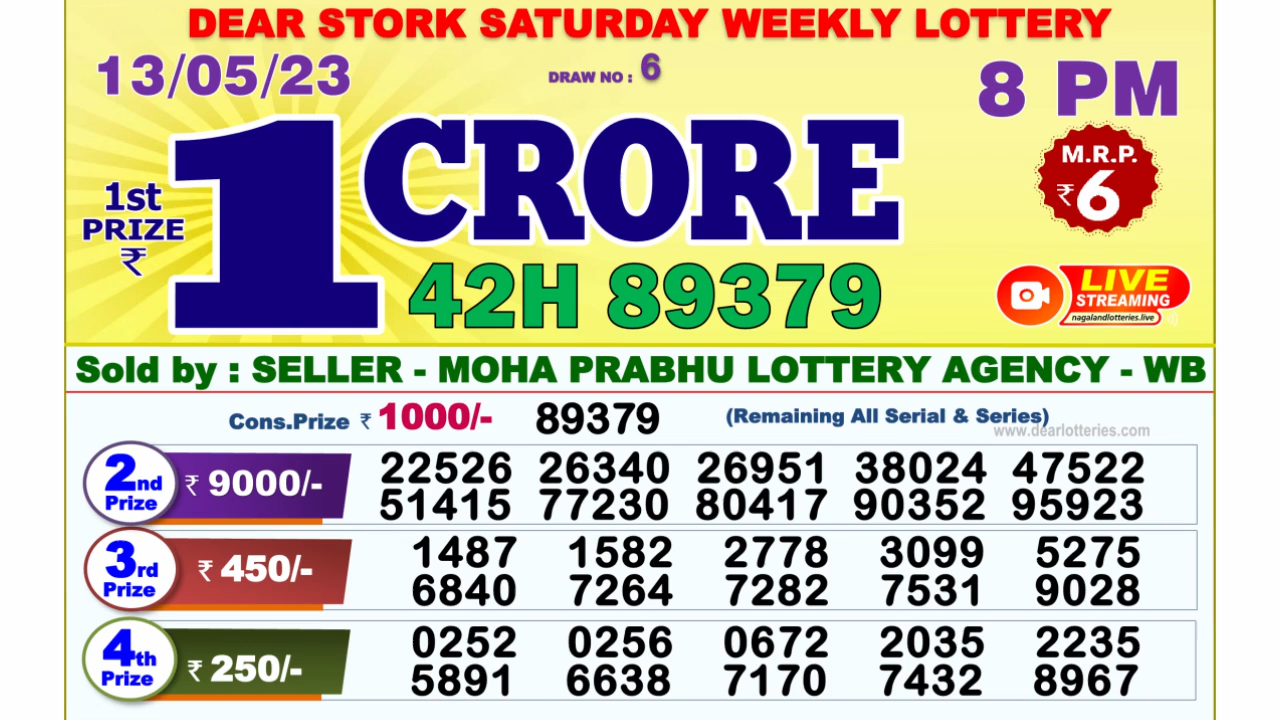 DEAR STORK SATURDAY WEEKLY LOTTERY
13/05/23
DRAW NO : 6
8 PM
1st
PRIZE
₹
1 CRORE
M.R.P.
₹ 6
42H 89379
LIVE
STREAMING
nagalandlotteries.live
Sold by : SELLER - MOHA PRABHU LOTTERY AGENCY - WB
Cons.Prize ₹ 1000/- 89379 (Remaining All Serial & Series)
www.dearlotteries.com
2nd Prize ₹ 9000/-
22526 26340 26951 38024 47522
51415 77230 80417 90352 95923
3rd Prize ₹ 450/-
1487 1582 2778 3099 5275
6840 7264 7282 7531 9028
4th Prize ₹ 250/-
0252 0256 0672 2035 2235
5891 6638 7170 7432 8967